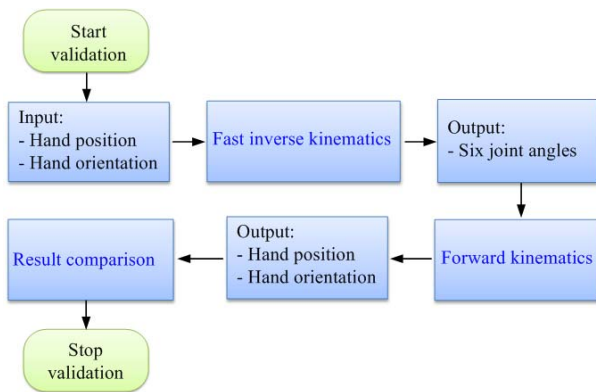 Start
validation
Input:
- Hand position
- Hand orientation
Fast inverse kinematics
Output:
- Six joint angles
Forward kinematics
Output:
- Hand position
- Hand orientation
Result comparison
Stop
validation